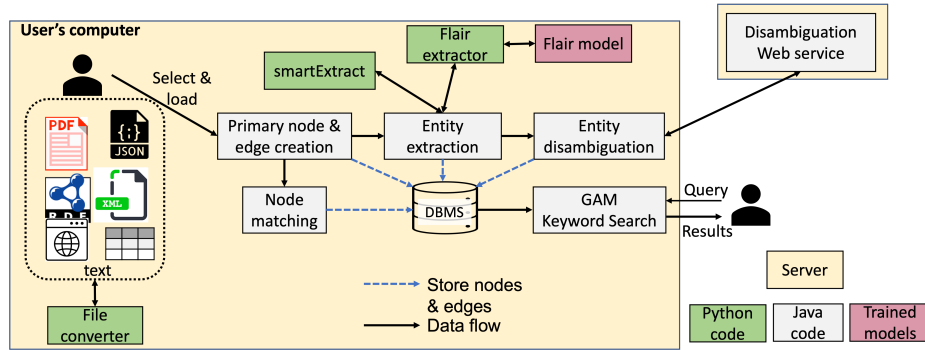 User's computer
Select &
load
PDF
{;}
JSON
RDF
XML
text
File
converter
smartExtract
Flair
extractor
Flair model
Disambiguation
Web service
Primary node &
edge creation
Entity
extraction
Entity
disambiguation
Node
matching
DBMS
GAM
Keyword Search
Query
Results
Store nodes
& edges
Data flow
Server
Python
code
Java
code
Trained
models